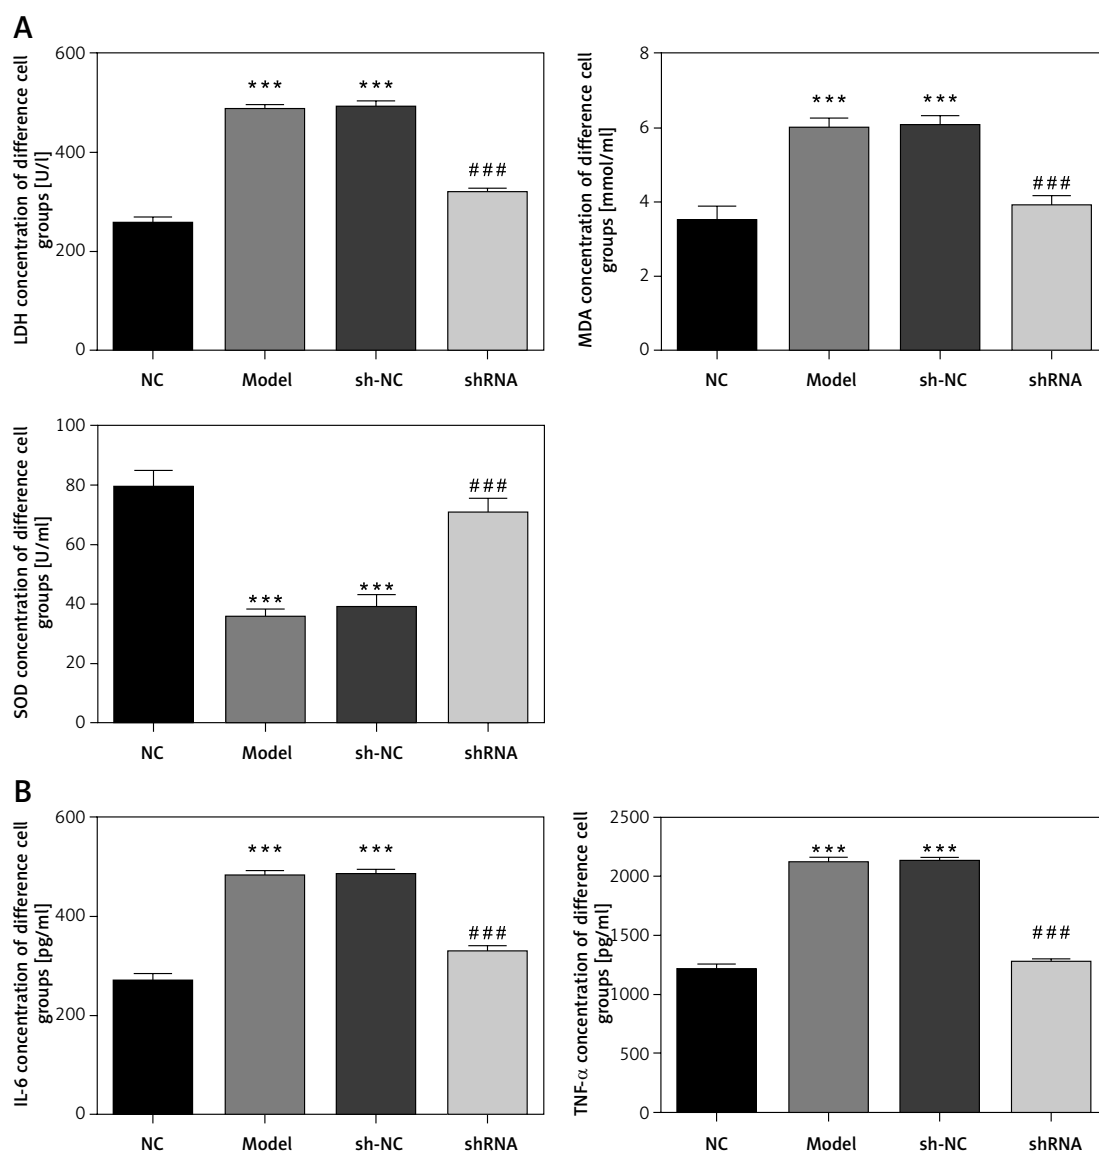 A
LDH concentration of difference cell
groups [U/l]
600
400
200
0
***
***
###
NC Model sh-NC shRNA
MDA concentration of difference cell
groups [mmol/ml]
8
6
4
2
0
***
***
###
NC Model sh-NC shRNA
SOD concentration of difference cell
groups [U/ml]
100
80
60
40
20
0
***
***
###
NC Model sh-NC shRNA
B
IL-6 concentration of difference cell
groups [pg/ml]
600
400
200
0
***
***
###
NC Model sh-NC shRNA
TNF-α concentration of difference cell
groups [pg/ml]
2500
2000
1500
1000
500
0
***
***
###
NC Model sh-NC shRNA